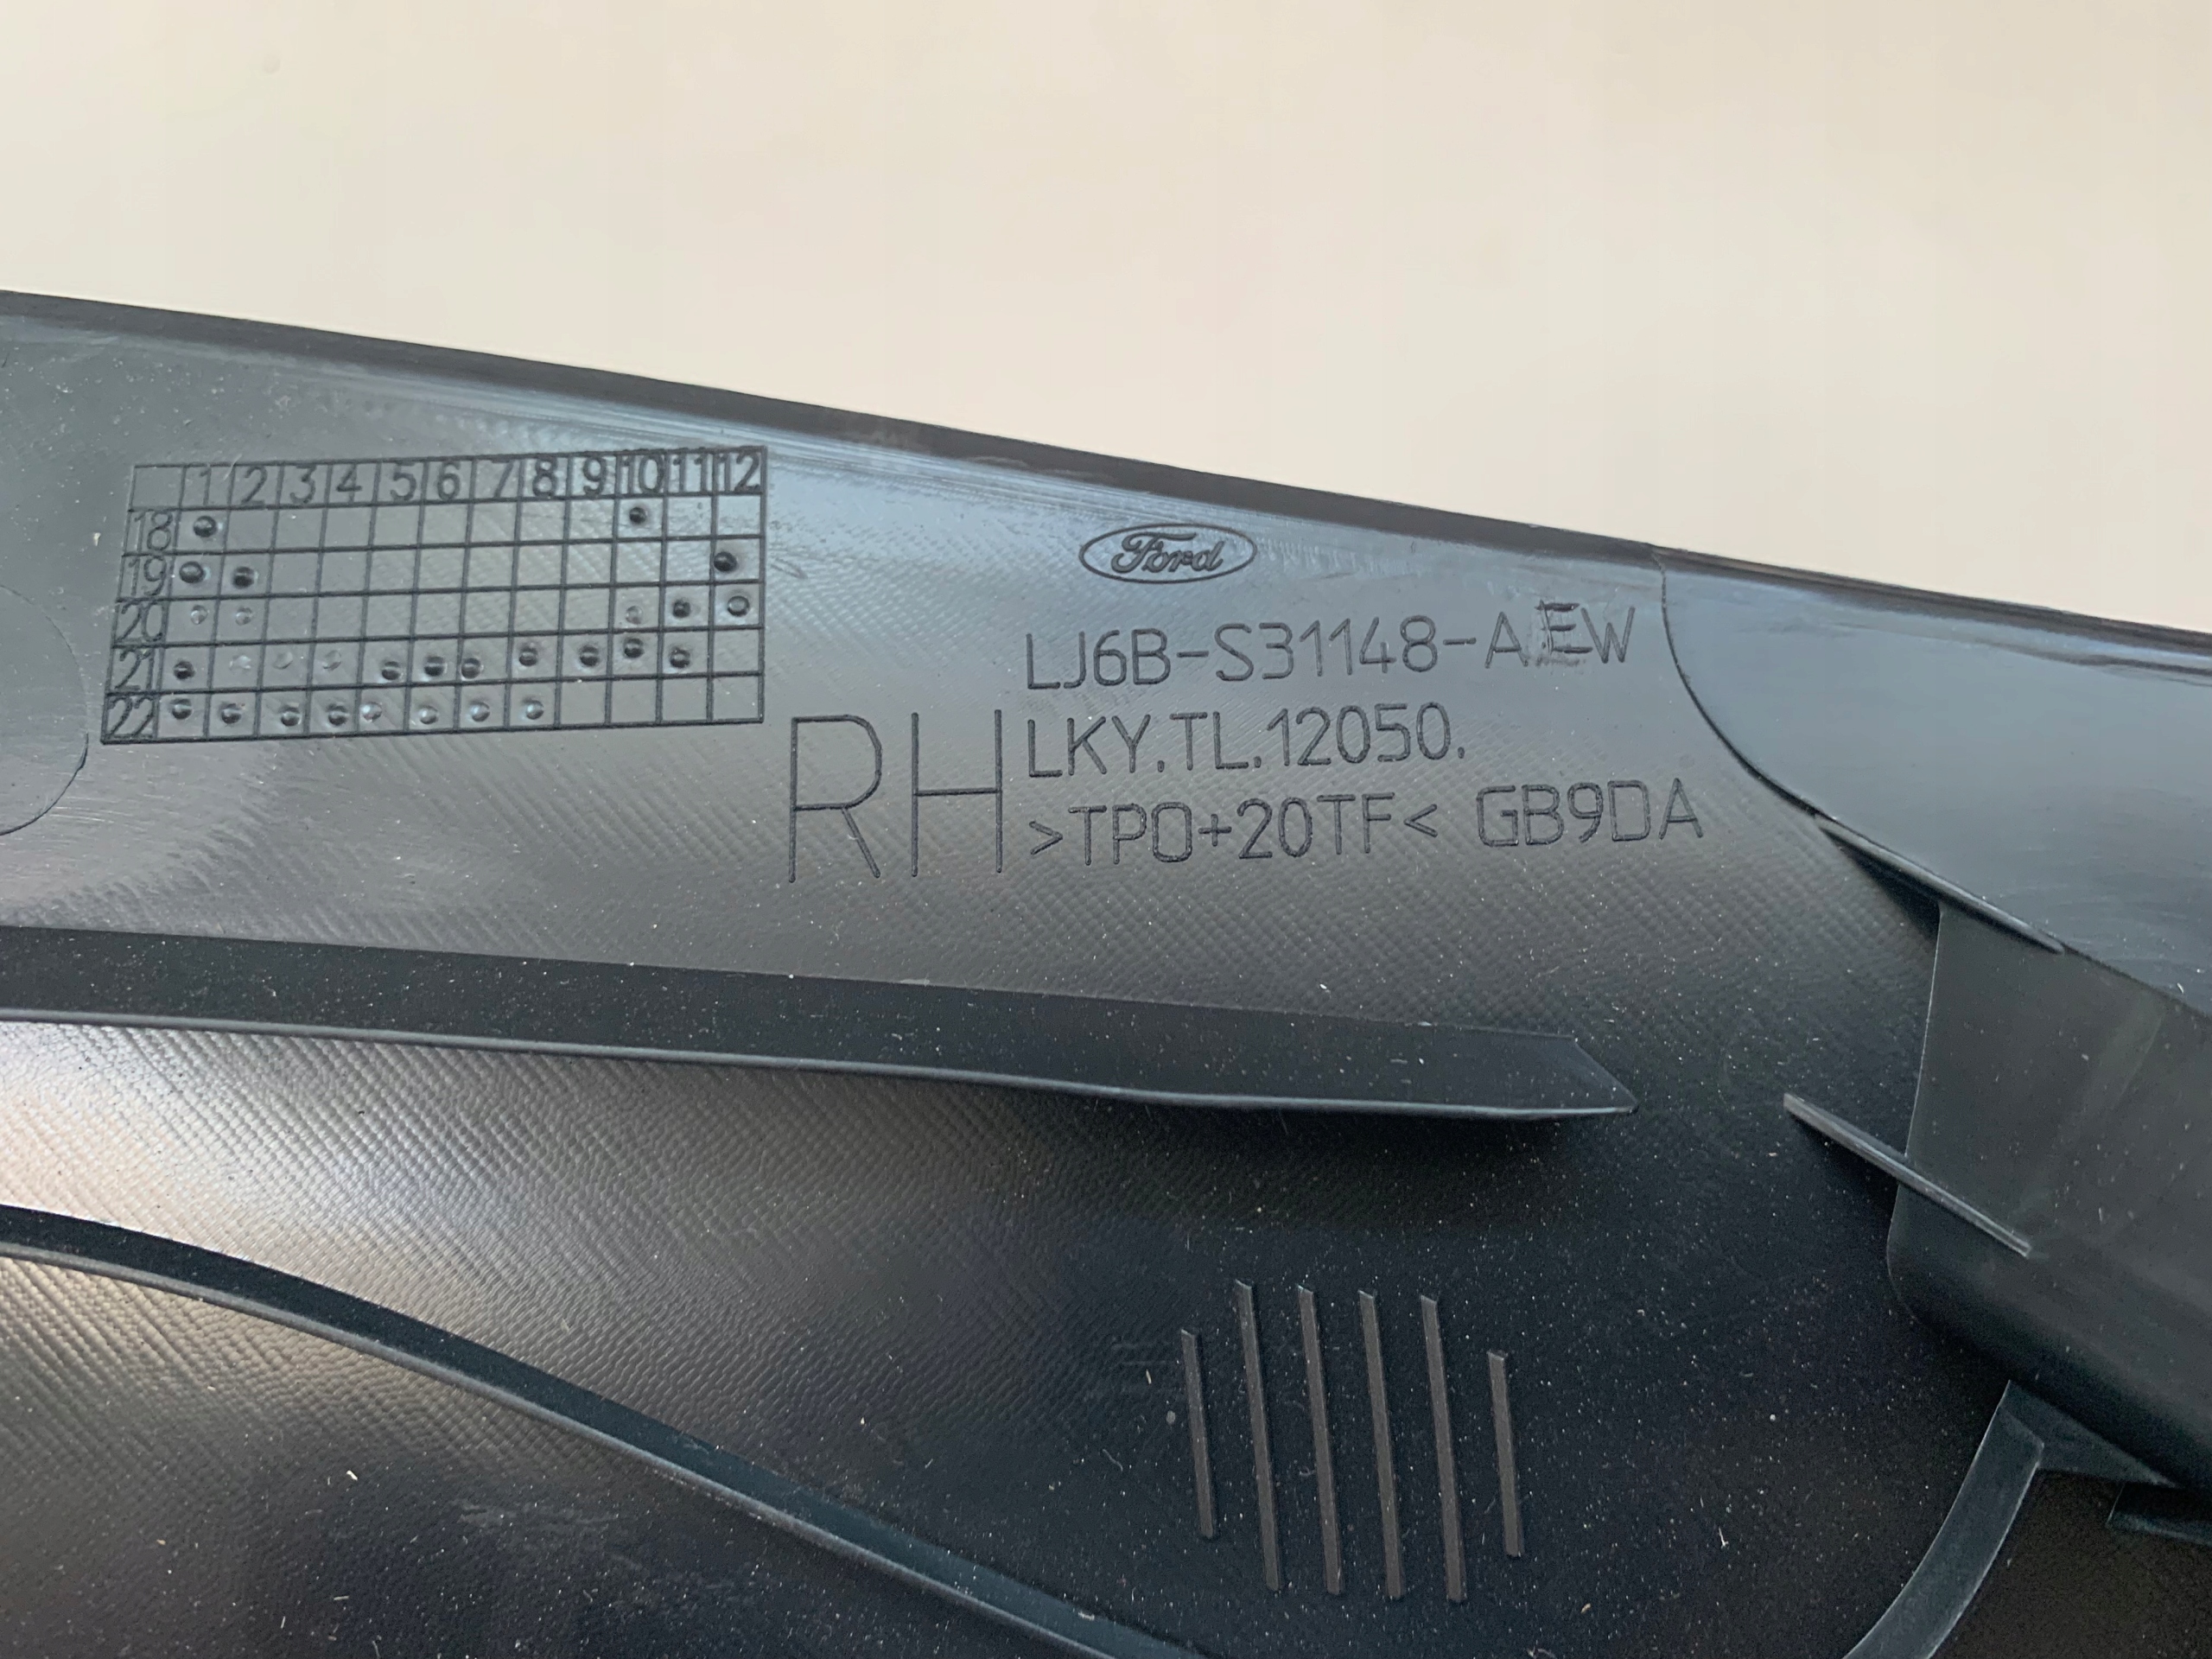 1 2 3 4 5 6 7 8 9 10 11 12
18
19
20
21
22
Ford
LJ6B-S31148-AEW
RH
LKY.TL.12050.
>TPO+20TF< GB9DA